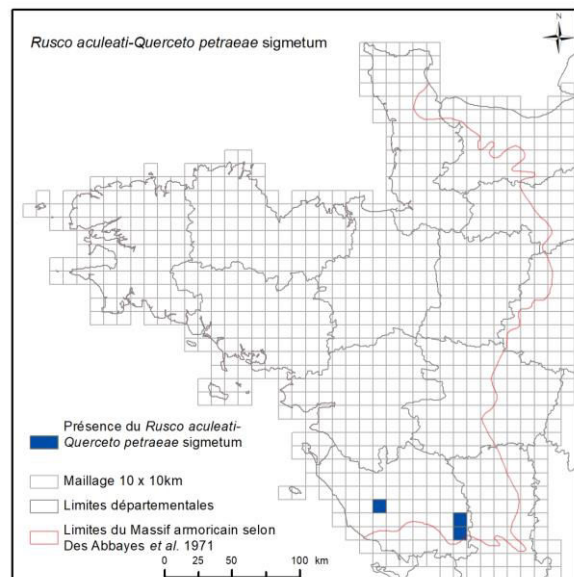 Rusco aculeati-Querceto petraeae sigmetum
N
Présence du Rusco aculeati-
Querceto petraeae sigmetum
Maillage 10 x 10km
Limites départementales
Limites du Massif armoricain selon
Des Abbayes et al. 1971
0 25 50 100 km